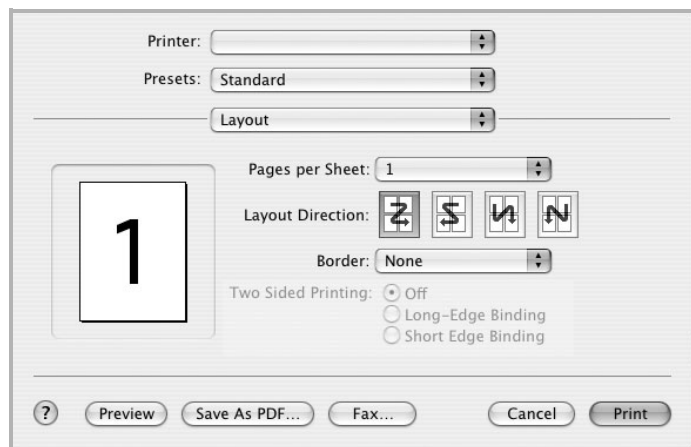 Printer:
Presets: Standard
Layout
Pages per Sheet: 1
1
Layout Direction:
Border: None
Two Sided Printing: Off
Long-Edge Binding
Short Edge Binding
? Preview Save As PDF... Fax... Cancel Print